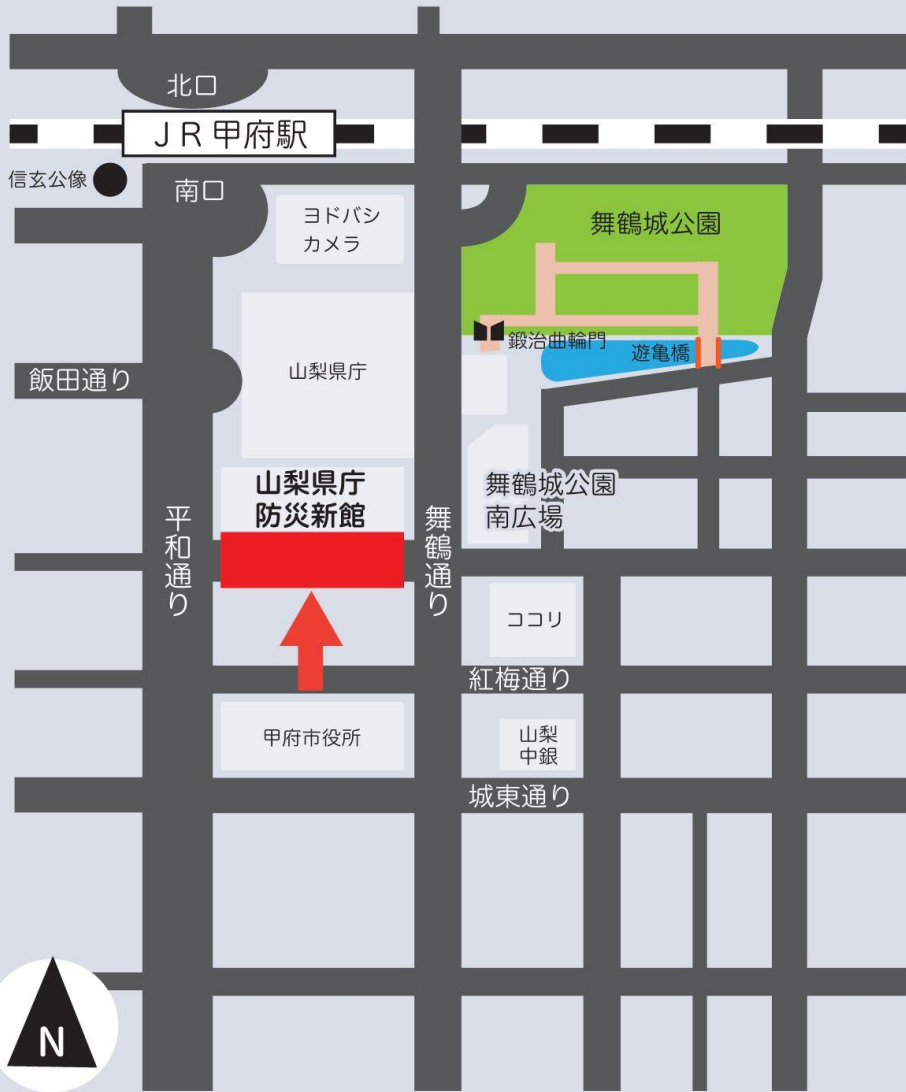 北口
JR甲府駅
信玄公像
南口
ヨドバシ
カメラ
舞鶴城公園
鍛治曲輪門
遊亀橋
山梨県庁
飯田通り
山梨県庁
防災新館
舞鶴城公園
南広場
平和通り
舞鶴通り
ココリ
紅梅通り
甲府市役所
山梨
中銀
城東通り
N